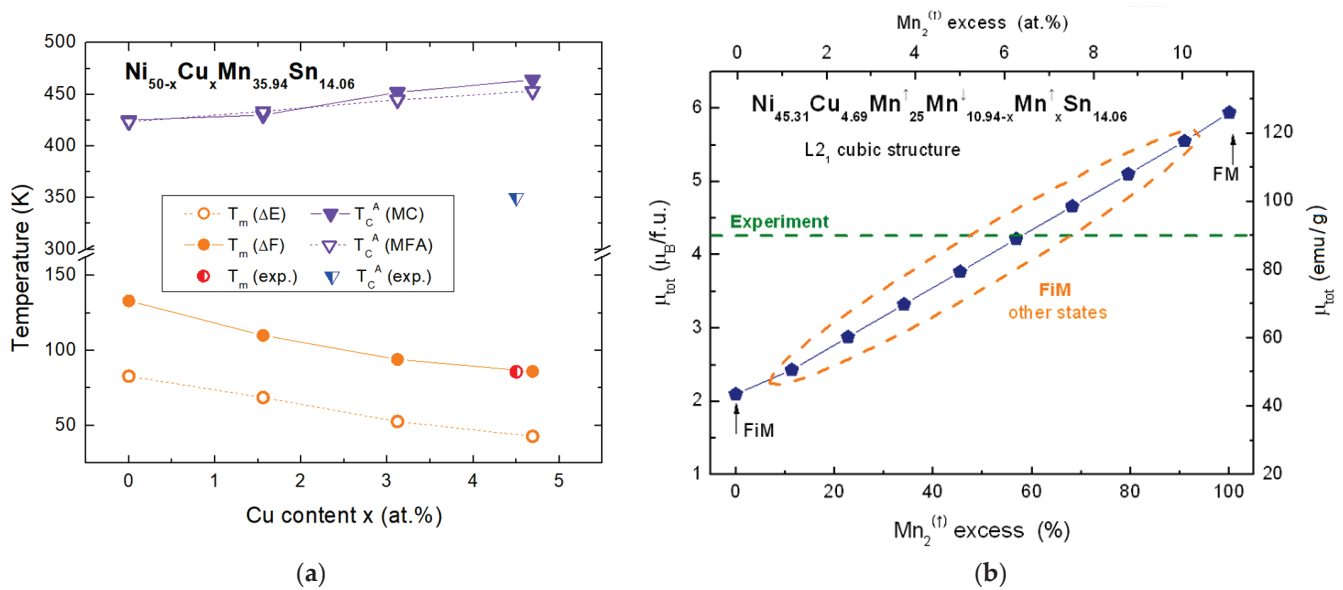 500
450
400
350
300
150
100
50
Temperature (K)
Ni50-xCuxMn35.94Sn14.06
Tm (ΔE)
TC^A (MC)
Tm (ΔF)
TC^A (MFA)
Tm (exp.)
TC^A (exp.)
0 1 2 3 4 5
Cu content x (at.%)
(a)
Mn2^(↑) excess (at.%)
0 2 4 6 8 10
6
5
4
3
2
1
μtot (μB/f.u.)
Ni45.31Cu4.69Mn↑25Mn↓10.94-xMn↑xSn14.06
L21 cubic structure
FM
Experiment
FiM
other states
FiM
120
100
80
60
40
20
μtot (emu/g)
0 20 40 60 80 100
Mn2^(↑) excess (%)
(b)